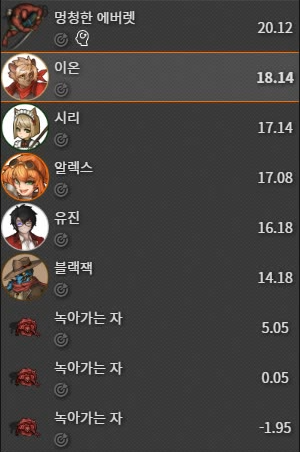 멍청한 에버렛
20.12
이온
18.14
시리
17.14
알렉스
17.08
유진
16.18
블랙잭
14.18
녹아가는 자
5.05
녹아가는 자
0.05
녹아가는 자
-1.95